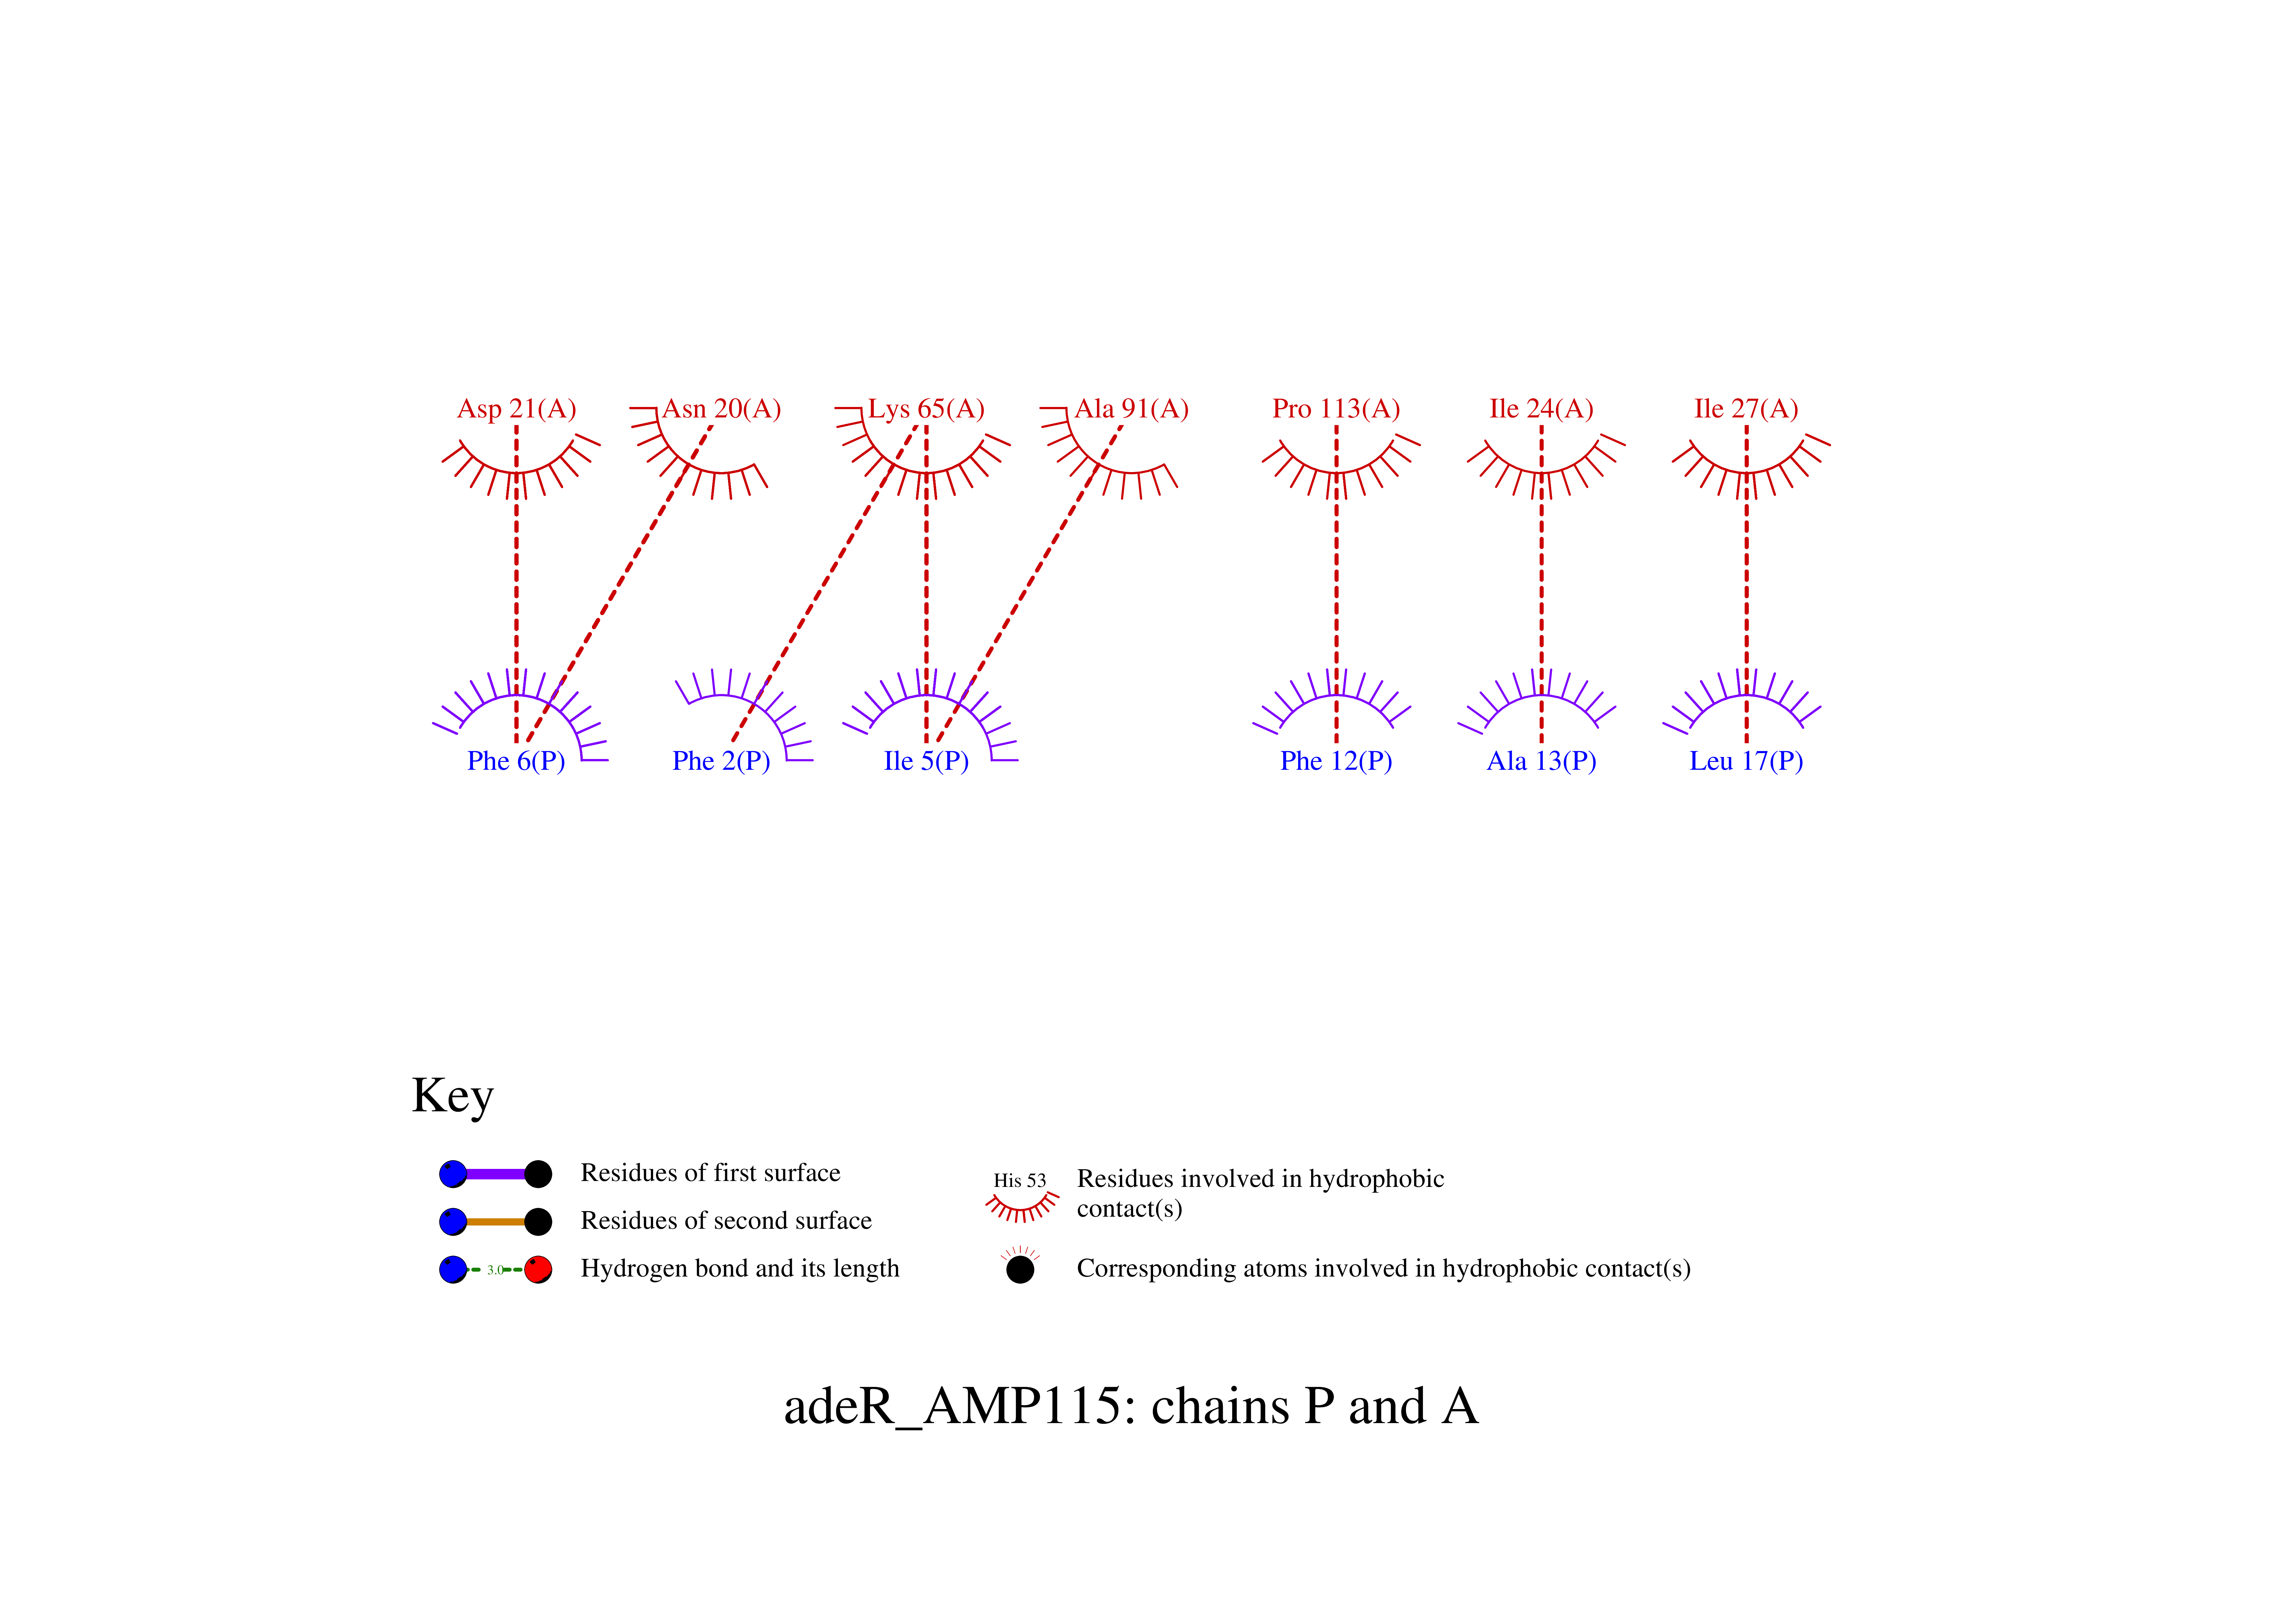 Asp 21(A) Asn 20(A) Lys 65(A) Ala 91(A) Pro 113(A) Ile 24(A) Ile 27(A)
Phe 6(P) Phe 2(P) Ile 5(P) Phe 12(P) Ala 13(P) Leu 17(P)
Key
Residues of first surface
Residues of second surface
3.0 Hydrogen bond and its length
His 53 Residues involved in hydrophobic
contact(s)
Corresponding atoms involved in hydrophobic contact(s)
adeR_AMP115: chains P and A